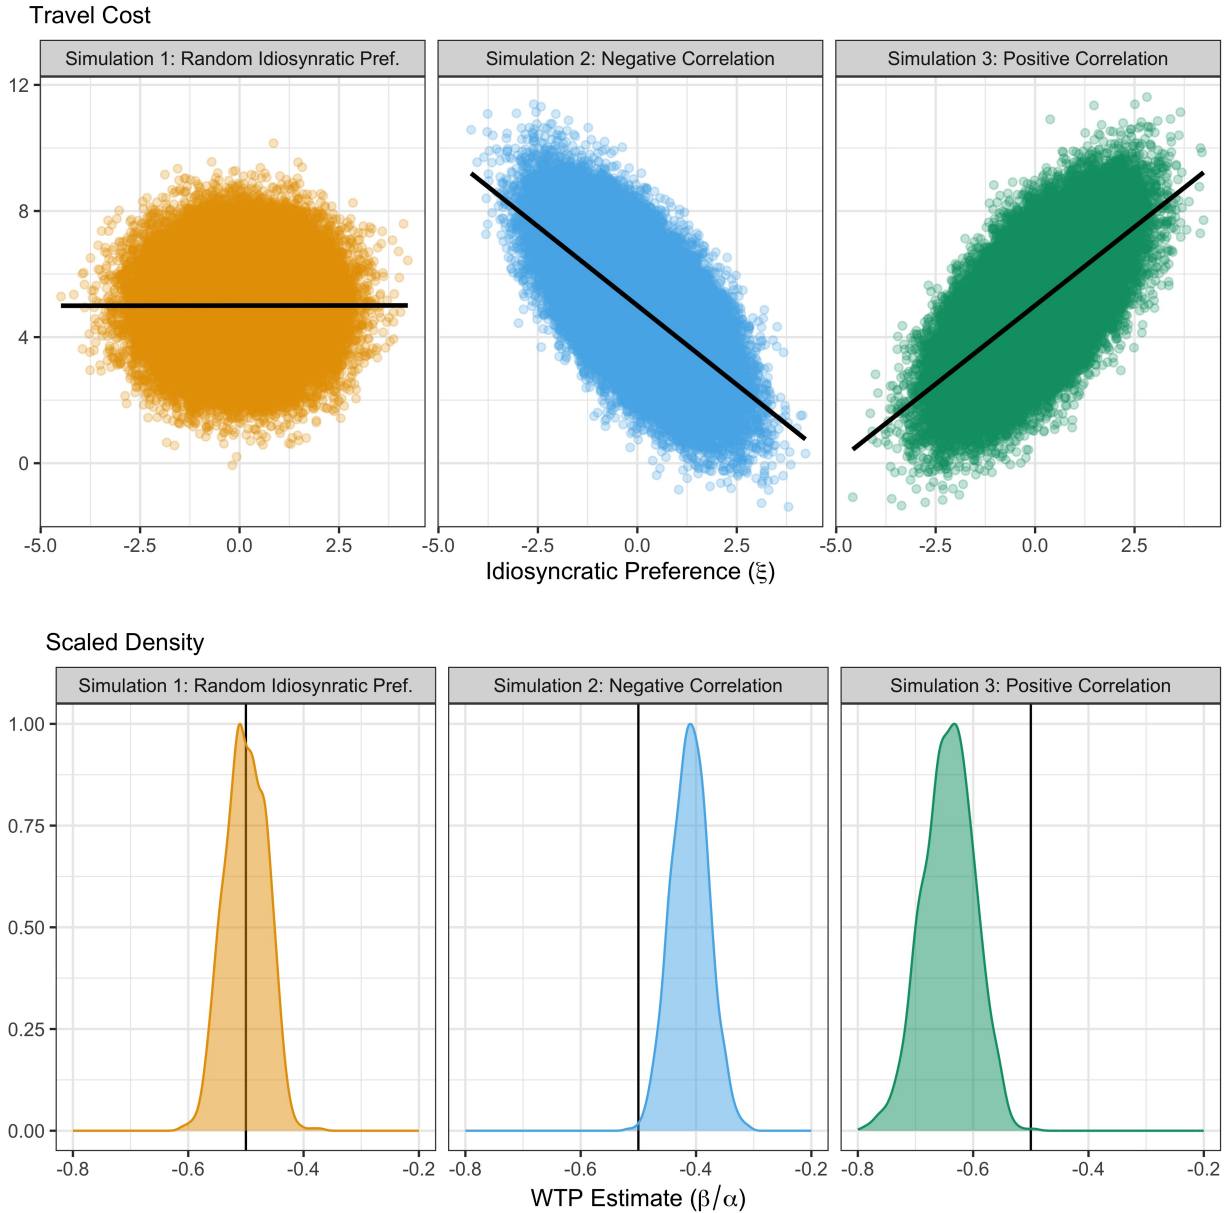 Travel Cost
Simulation 1: Random Idiosynratic Pref.
Simulation 2: Negative Correlation
Simulation 3: Positive Correlation
12
8
4
0
-5.0 -2.5 0.0 2.5 -5.0 -2.5 0.0 2.5 -5.0 -2.5 0.0 2.5
Idiosyncratic Preference (ξ)
Scaled Density
Simulation 1: Random Idiosynratic Pref.
Simulation 2: Negative Correlation
Simulation 3: Positive Correlation
1.00
0.75
0.50
0.25
0.00
-0.8 -0.6 -0.4 -0.2 -0.8 -0.6 -0.4 -0.2 -0.8 -0.6 -0.4 -0.2
WTP Estimate (β/α)